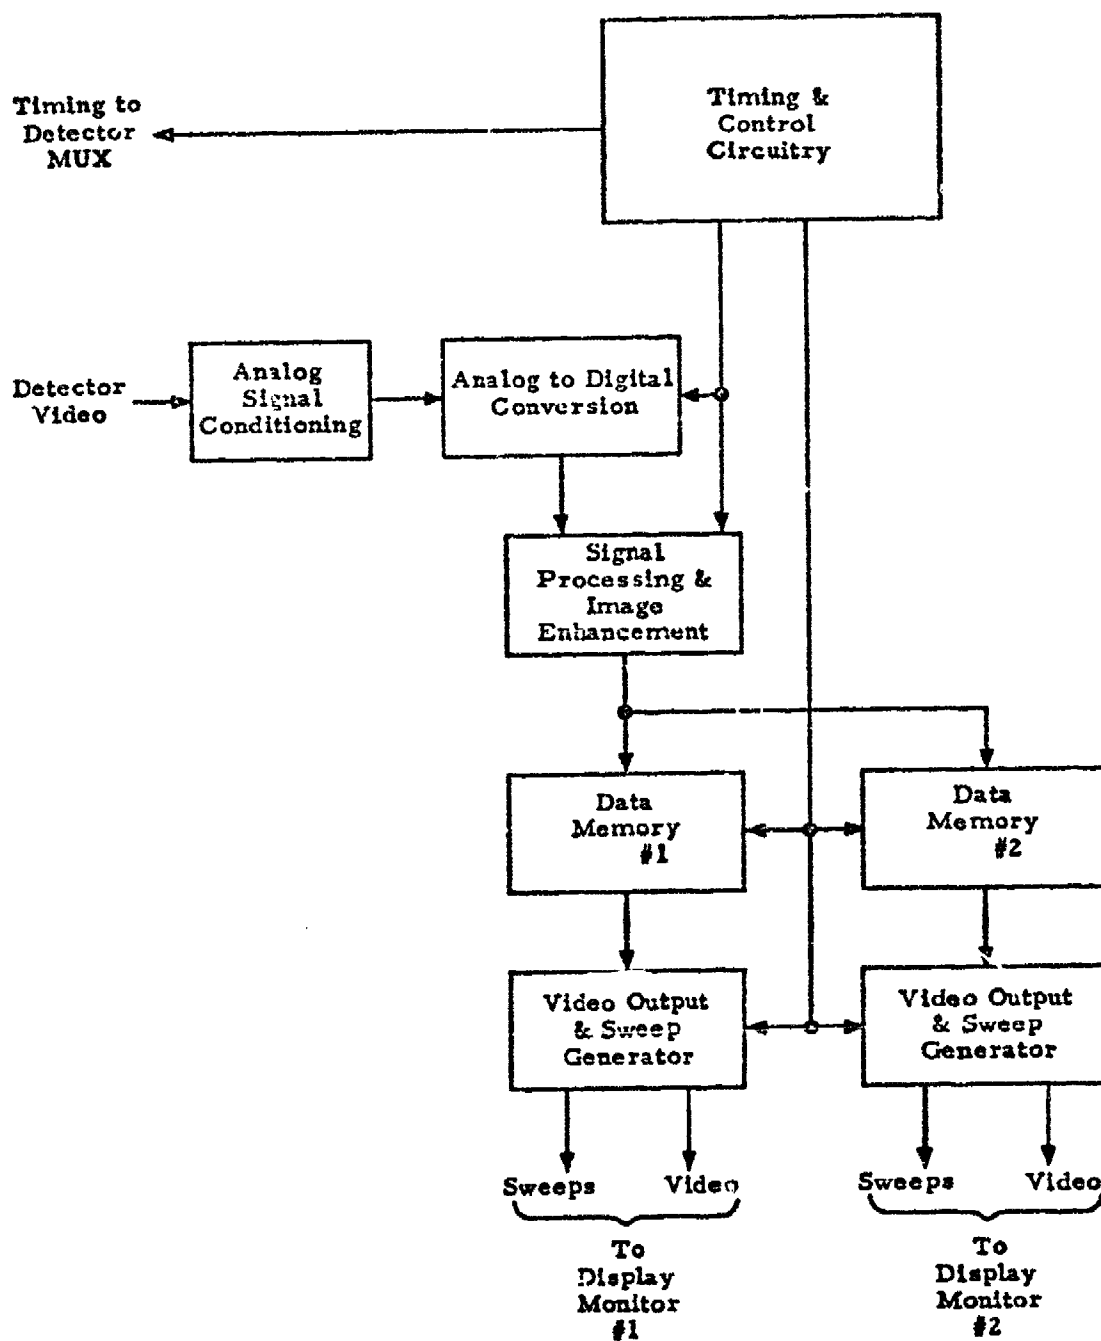 Timing &
Control
Circuitry
Timing to
Detector
MUX
Detector
Video
Analog
Signal
Conditioning
Analog to Digital
Conversion
Signal
Processing &
Image
Enhancement
Data
Memory
#1
Data
Memory
#2
Video Output
& Sweep
Generator
Video Output
& Sweep
Generator
Sweeps Video
Sweeps Video
To
Display
Monitor
#1
To
Display
Monitor
#2